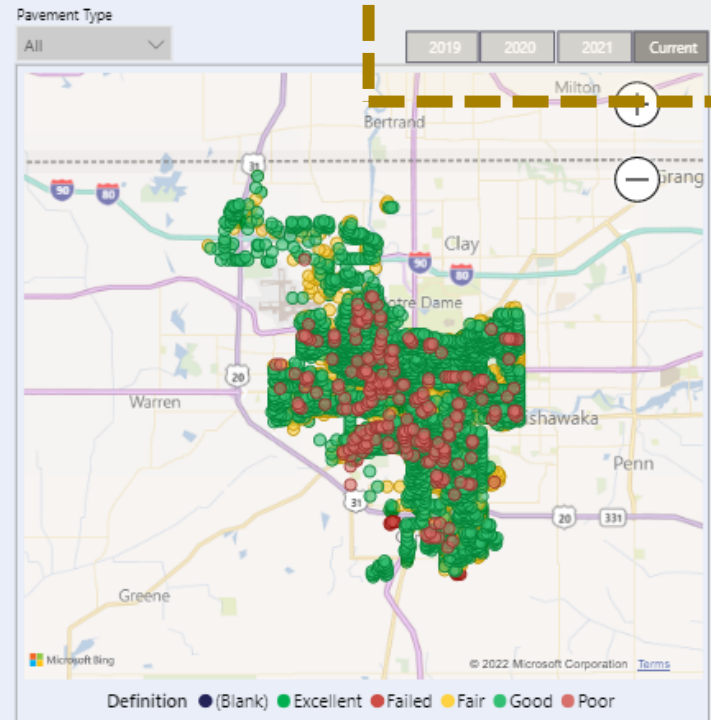 Pavement Type
All
2019 2020 2021 Current
Milton
Bertrand
31
90 80
Grang
Clay
90 80
otre Dame
20
Warren
ishawaka
Penn
31
20 331
Greene
Microsoft Bing
© 2022 Microsoft Corporation Terms
Definition (Blank) Excellent Failed Fair Good Poor